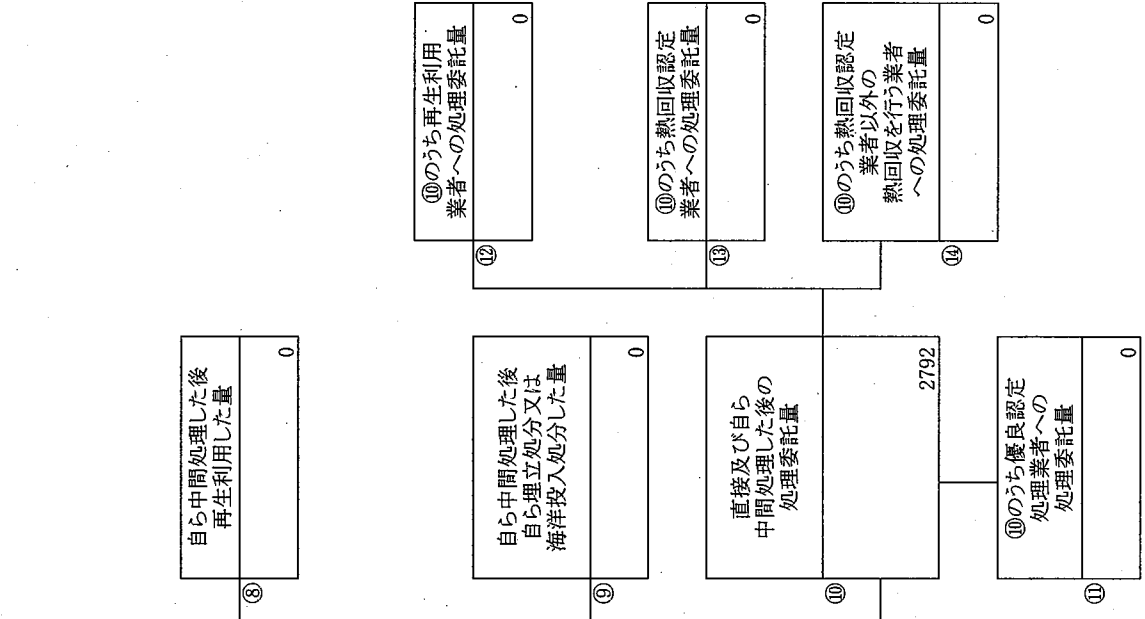 ⑧
自ら中間処理した後
再生利用した量
0
⑨
自ら中間処理した後
自ら埋立処分又は
海洋投入処分した量
0
⑩
直接及び自ら
中間処理した後の
処理委託量
2792
⑪
⑩のうち優良認定
処理業者への
処理委託量
0
⑫
⑩のうち再生利用
業者への処理委託量
0
⑬
⑩のうち熱回収認定
業者への処理委託量
0
⑭
⑩のうち熱回収認定
業者以外の
熱回収を行う業者
への処理委託量
0